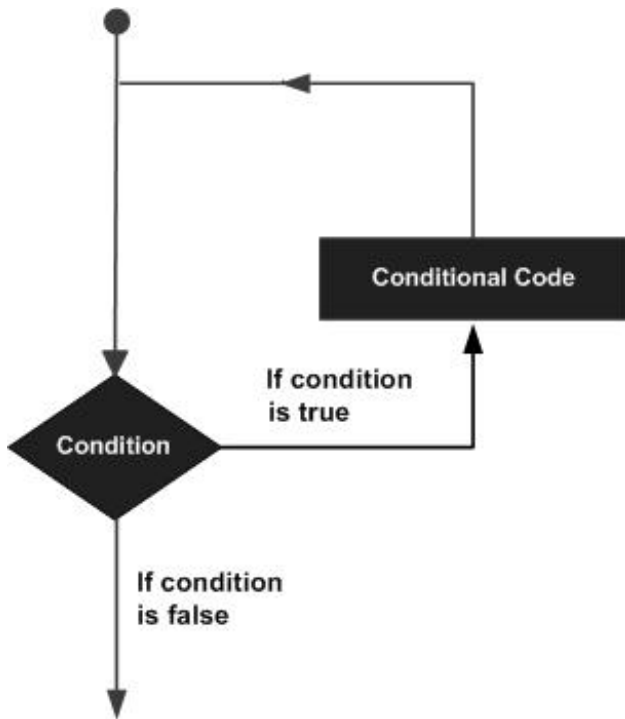 Conditional Code
If condition
is true
Condition
If condition
is false